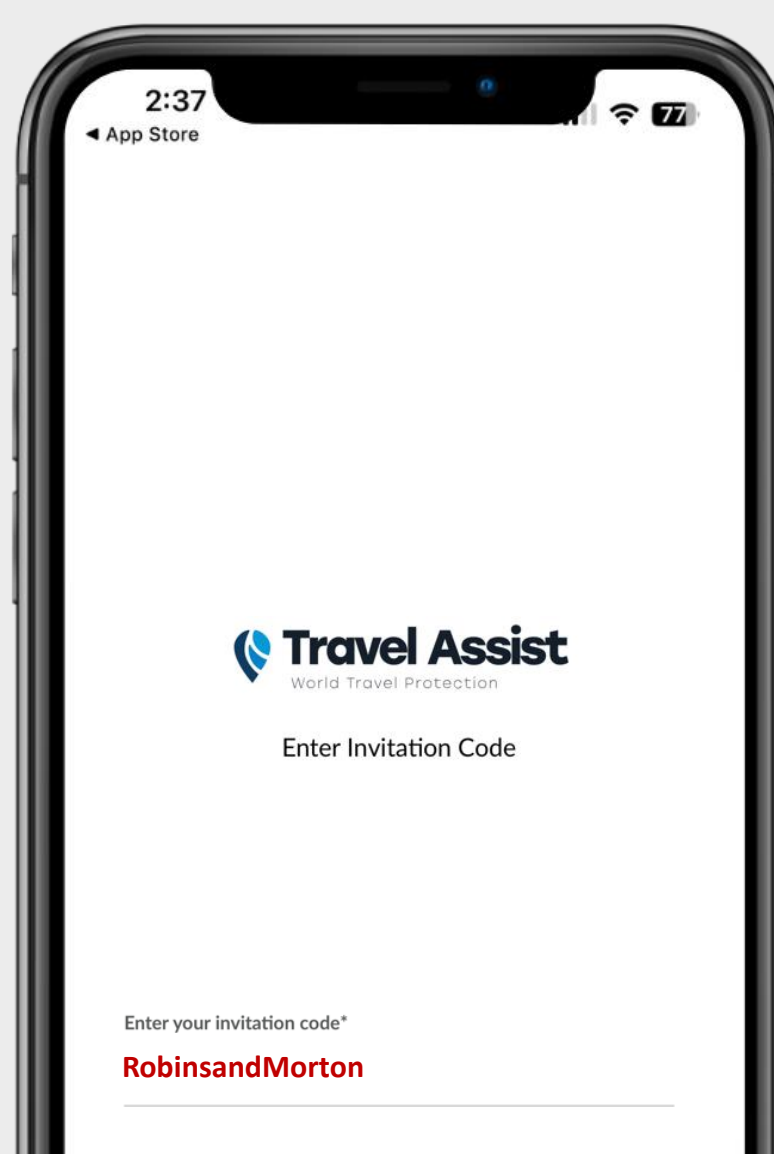 2:37
77
◀ App Store
Travel Assist
World Travel Protection
Enter Invitation Code
Enter your invitation code*
RobinsandMorton